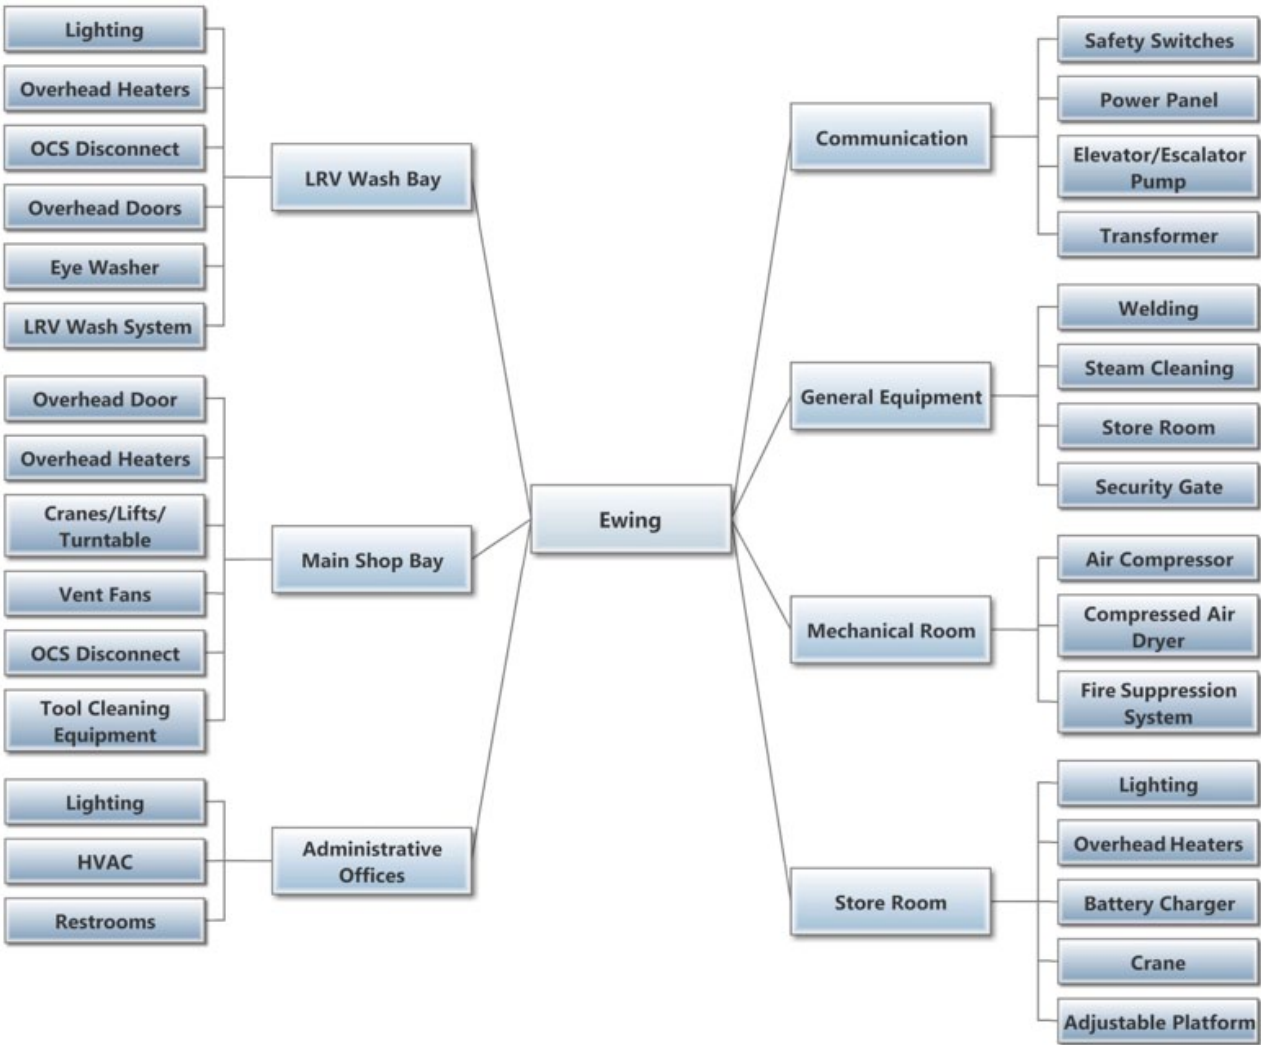 Lighting
Overhead Heaters
OCS Disconnect
Overhead Doors
Eye Washer
LRV Wash System
LRV Wash Bay
Overhead Door
Overhead Heaters
Cranes/Lifts/
Turntable
Vent Fans
OCS Disconnect
Tool Cleaning
Equipment
Main Shop Bay
Lighting
HVAC
Restrooms
Administrative
Offices
Ewing
Communication
Safety Switches
Power Panel
Elevator/Escalator
Pump
Transformer
General Equipment
Welding
Steam Cleaning
Store Room
Security Gate
Mechanical Room
Air Compressor
Compressed Air
Dryer
Fire Suppression
System
Store Room
Lighting
Overhead Heaters
Battery Charger
Crane
Adjustable Platform